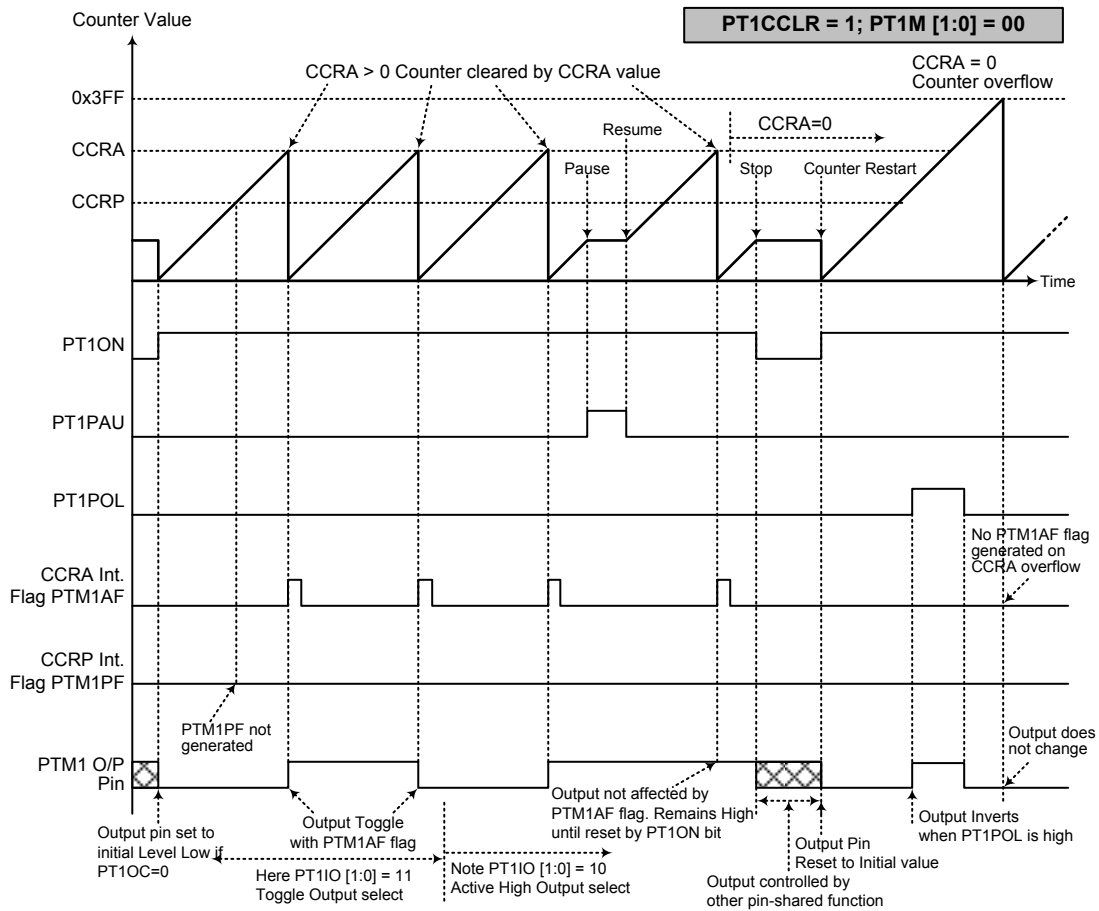 Counter Value
PT1CCLR = 1; PT1M [1:0] = 00
CCRA > 0 Counter cleared by CCRA value
CCRA = 0
Counter overflow
0x3FF
CCRA
CCRP
Pause
Resume
CCRA=0
Stop
Counter Restart
Time
PT1ON
PT1PAU
PT1POL
No PTM1AF flag
generated on
CCRA overflow
CCRA Int.
Flag PTM1AF
CCRP Int.
Flag PTM1PF
PTM1PF not
generated
Output does
not change
PTM1 O/P
Pin
Output pin set to
initial Level Low if
PT1OC=0
Output Toggle
with PTM1AF flag
Here PT1IO [1:0] = 11
Toggle Output select
Output not affected by
PTM1AF flag. Remains High
until reset by PT1ON bit
Note PT1IO [1:0] = 10
Active High Output select
Output Pin
Reset to Initial value
Output controlled by
other pin-shared function
Output Inverts
when PT1POL is high